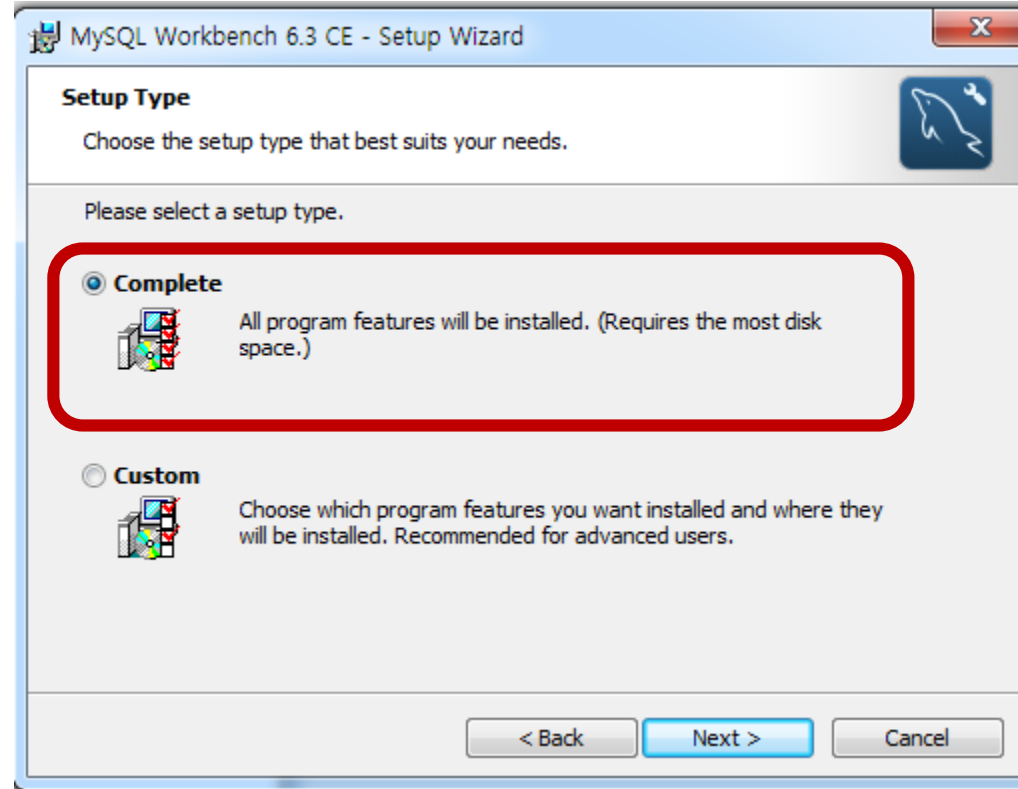 MySQL Workbench 6.3 CE - Setup Wizard
Setup Type
Choose the setup type that best suits your needs.
Please select a setup type.
Complete
All program features will be installed. (Requires the most disk
space.)
Custom
Choose which program features you want installed and where they
will be installed. Recommended for advanced users.
< Back
Next >
Cancel